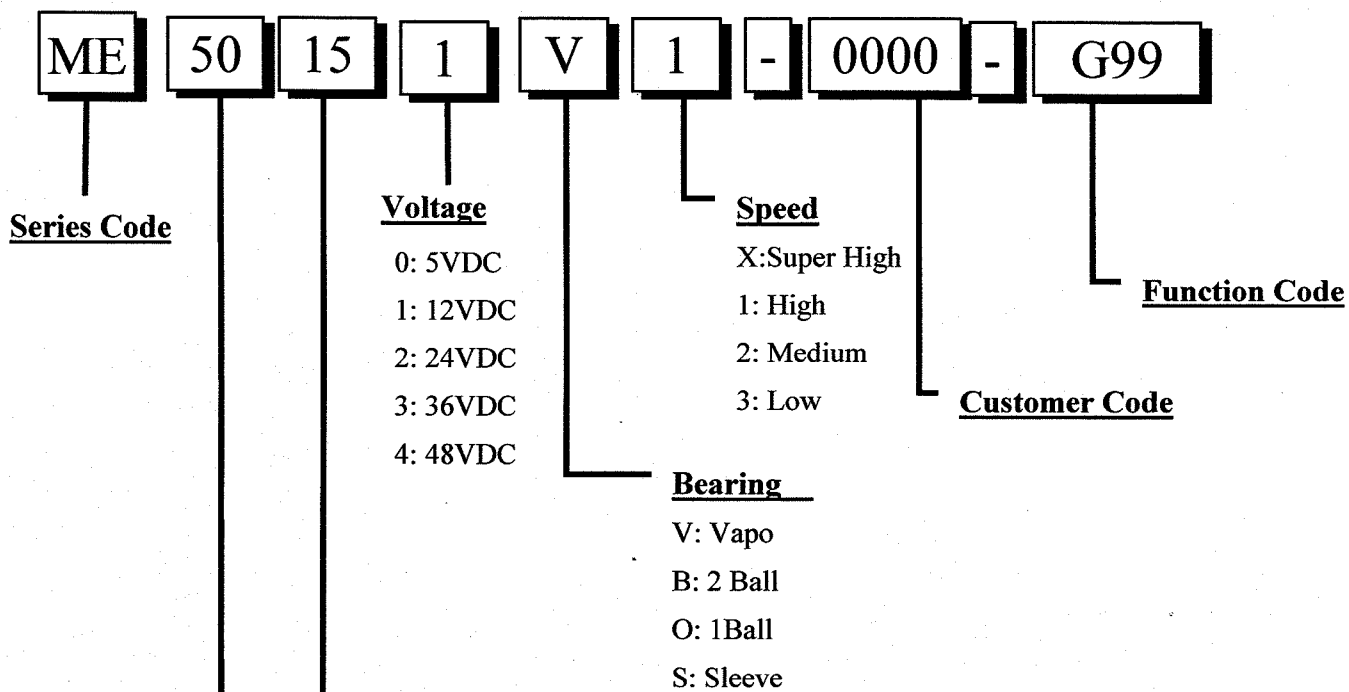 ME 50 15 1 V 1 - 0000 - G99
Series Code
Voltage
0: 5VDC
1: 12VDC
2: 24VDC
3: 36VDC
4: 48VDC
Speed
X:Super High
1: High
2: Medium
3: Low
Function Code
Customer Code
Bearing
V: Vapo
B: 2 Ball
O: 1Ball
S: Sleeve